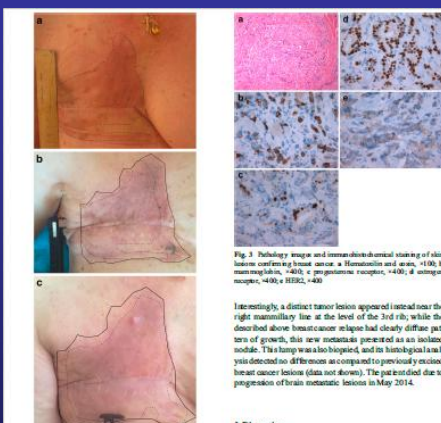 a
b
c
a
d
b
e
c
Fig. 3 Pathology images and immunohistochemical staining of skin
lesions confirming breast cancer. a Hematoxilin and eosin, ×100; b
mammoglobin, ×400; c progesterone receptor, ×400; d estrogen
receptor, ×400; e HER2, ×400
Interestingly, a distinct tumor lesion appeared instead near the
right mammillary line at the level of the 3rd rib; while the
described above breast cancer relapse had clearly diffuse pat
tern of growth, this new metastasis presented as an isolated
nodule. This lump was also biopsied, and its histological anal
ysis detected no differences as compared to previously excised
breast cancer lesions (data not shown). The patient died due to
progression of brain metastatic lesions in May 2014.